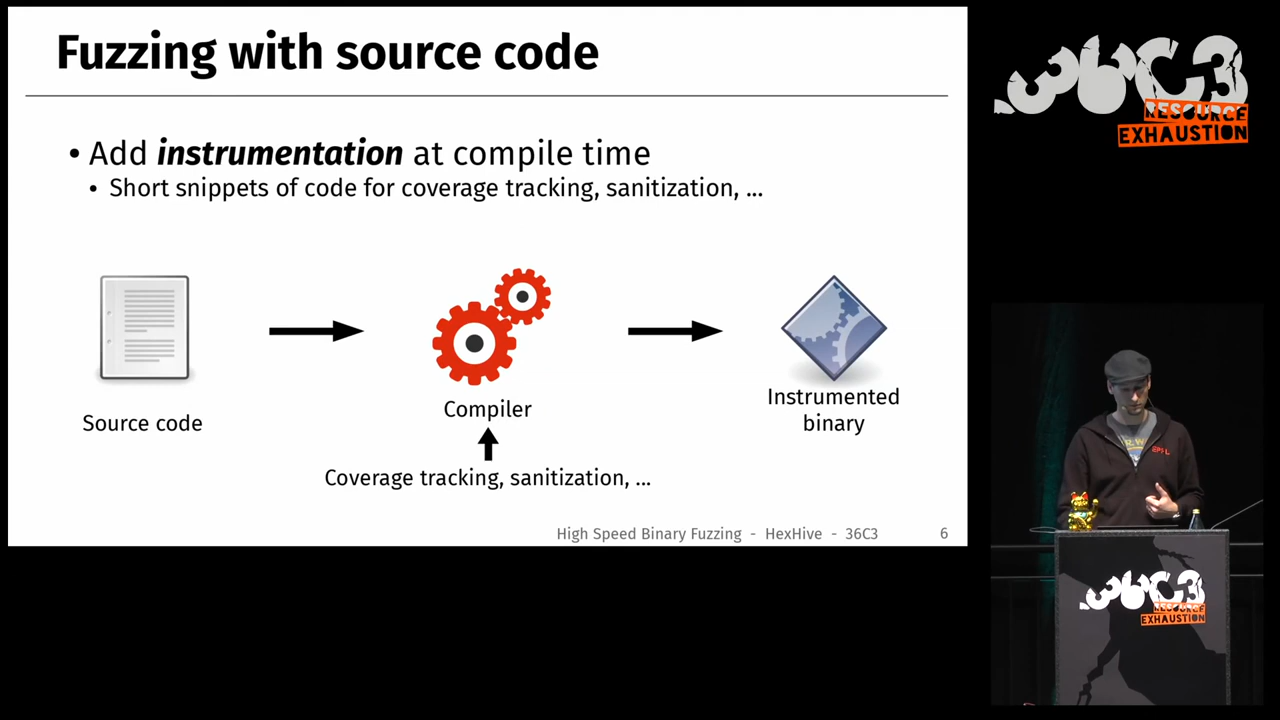 Fuzzing with source code
• Add instrumentation at compile time
• Short snippets of code for coverage tracking, sanitization, ...
Source code
Compiler
Instrumented
binary
Coverage tracking, sanitization, ...
High Speed Binary Fuzzing - HexHive - 36C3
6
36C3
RESOURCE
EXHAUSTION
EPFL
36C3
RESOURCE
EXHAUSTION